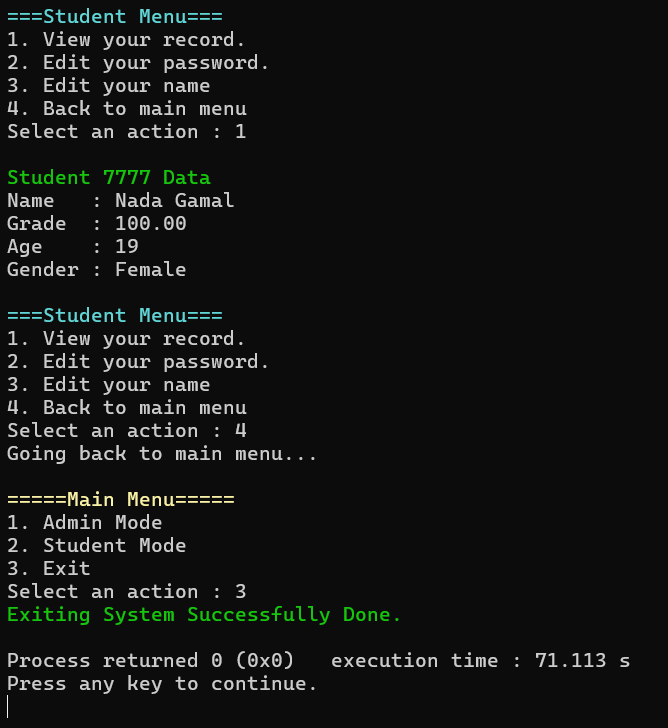 ===Student Menu===
1. View your record.
2. Edit your password.
3. Edit your name
4. Back to main menu
Select an action : 1
Student 7777 Data
Name   : Nada Gamal
Grade  : 100.00
Age    : 19
Gender : Female
===Student Menu===
1. View your record.
2. Edit your password.
3. Edit your name
4. Back to main menu
Select an action : 4
Going back to main menu...
=====Main Menu=====
1. Admin Mode
2. Student Mode
3. Exit
Select an action : 3
Exiting System Successfully Done.
Process returned 0 (0x0)   execution time : 71.113 s
Press any key to continue.